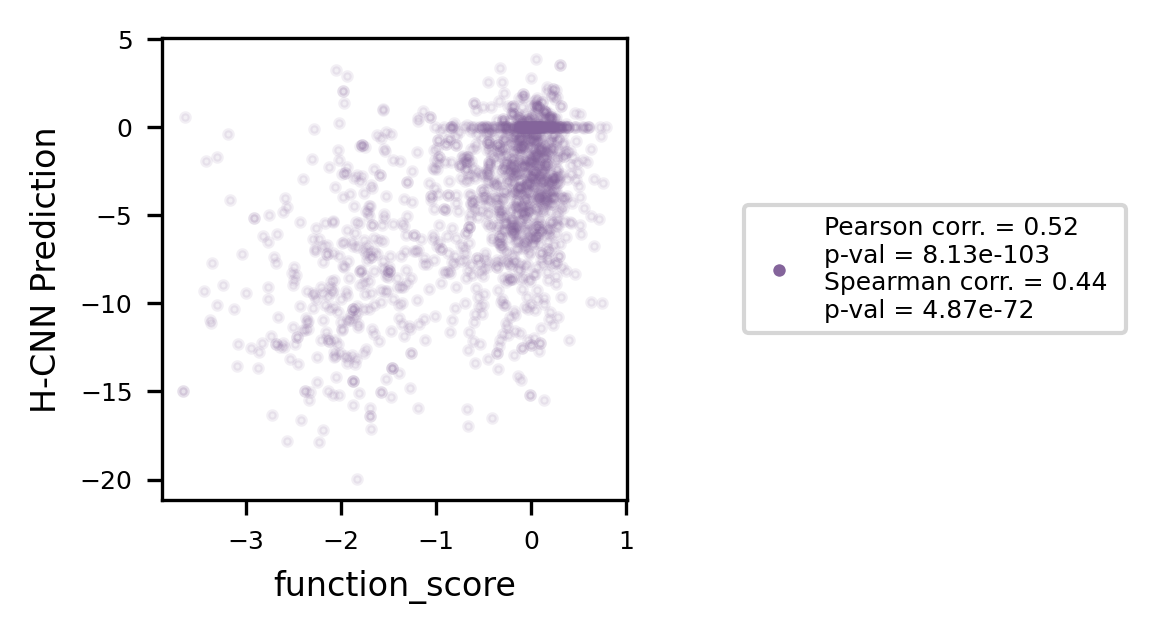 5
0
−5
−10
−15
−20
H-CNN Prediction
−3
−2
−1
0
1
function_score
Pearson corr. = 0.52
p-val = 8.13e-103
Spearman corr. = 0.44
p-val = 4.87e-72